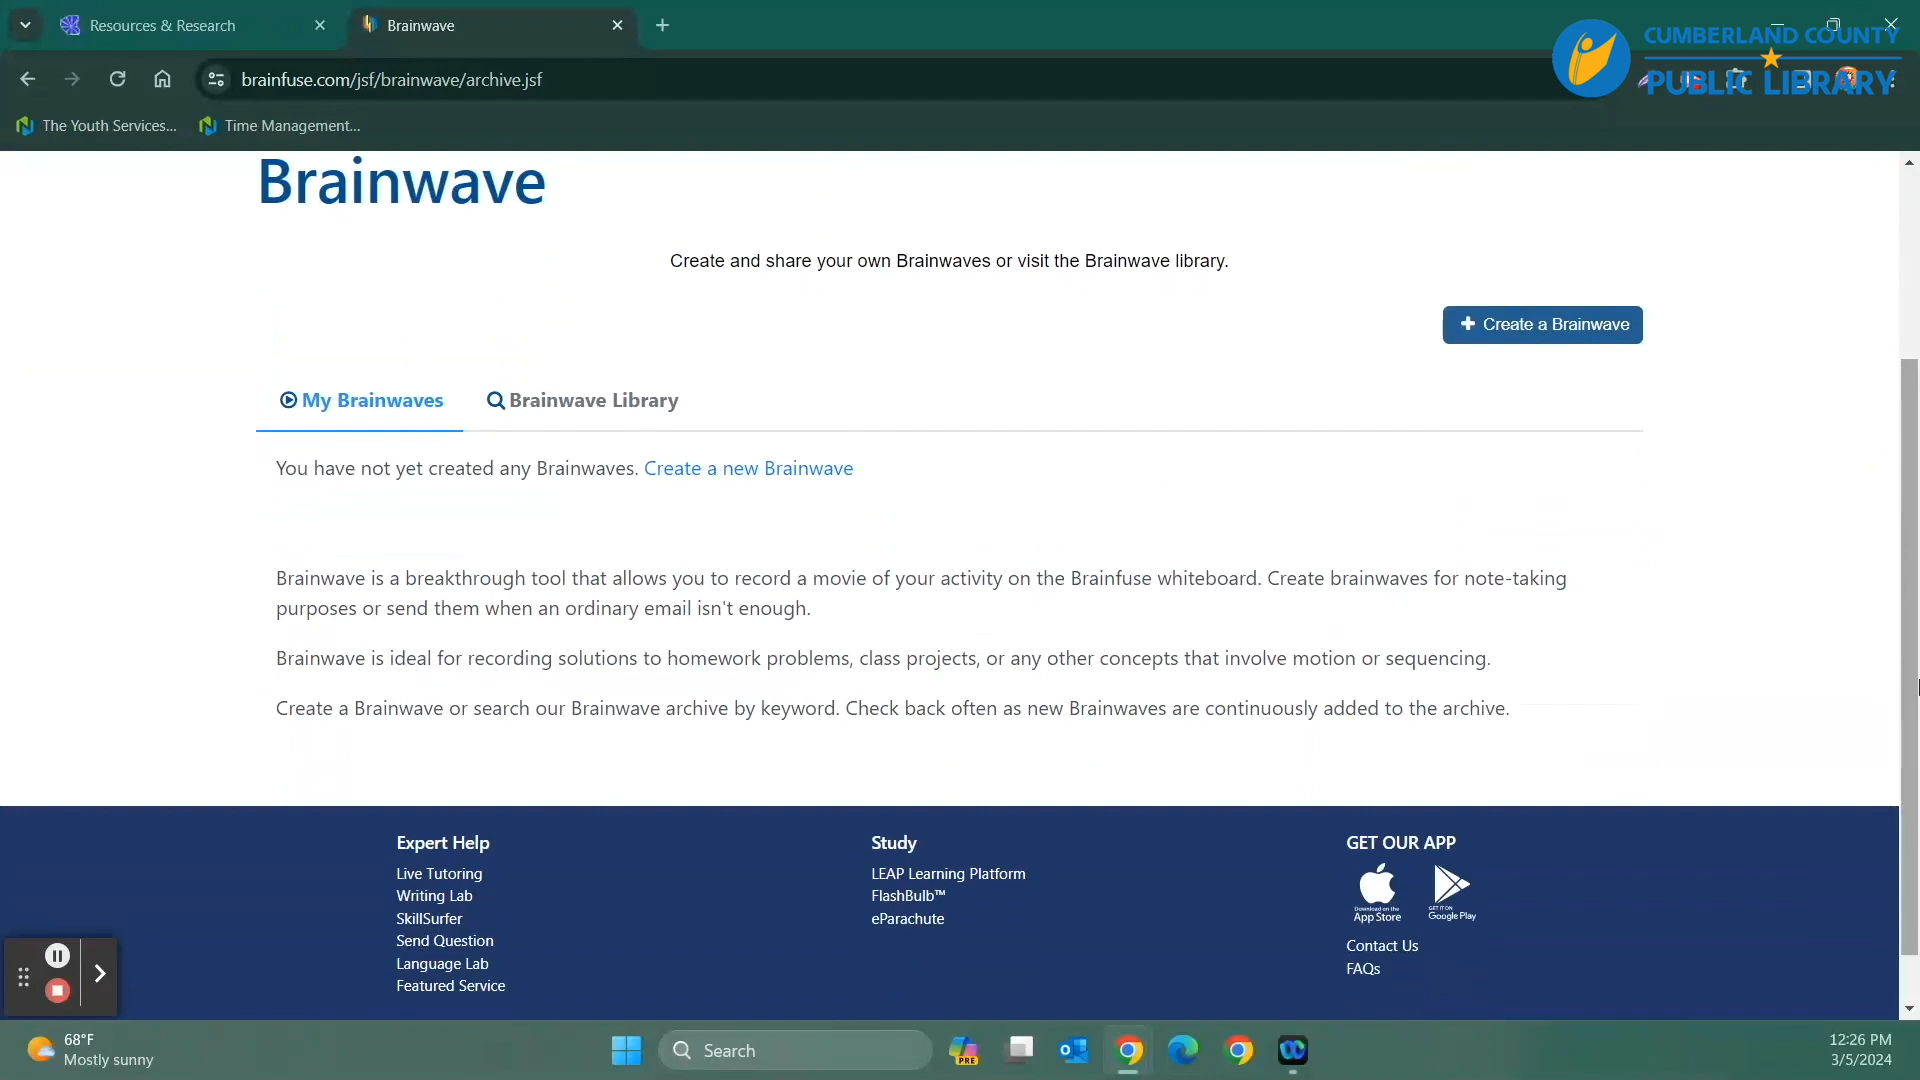 Resources & Research
Brainwave
CUMBERLAND COUNTY
PUBLIC LIBRARY
brainfuse.com/jsf/brainwave/archive.jsf
The Youth Services...
Time Management...
Brainwave
Create and share your own Brainwaves or visit the Brainwave library.
Create a Brainwave
My Brainwaves
Brainwave Library
You have not yet created any Brainwaves. Create a new Brainwave
Brainwave is a breakthrough tool that allows you to record a movie of your activity on the Brainfuse whiteboard. Create brainwaves for note-taking
purposes or send them when an ordinary email isn't enough.
Brainwave is ideal for recording solutions to homework problems, class projects, or any other concepts that involve motion or sequencing.
Create a Brainwave or search our Brainwave archive by keyword. Check back often as new Brainwaves are continuously added to the archive.
Expert Help
Live Tutoring
Writing Lab
SkillSurfer
Send Question
Language Lab
Featured Service
Study
LEAP Learning Platform
FlashBulb™
eParachute
GET OUR APP
Download on the
App Store
GET IT ON
Google Play
Contact Us
FAQs
68°F
Mostly sunny
Search
PRE
12:26 PM
3/5/2024